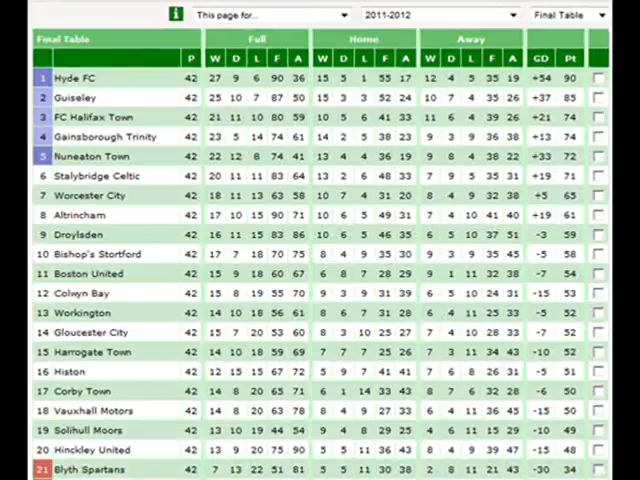 i This page for... 2011-2012 Final Table
Final Table Full Home Away
P W D L F A W D L F A W D L F A GD Pt
1 Hyde FC 42 27 9 6 90 36 15 5 1 55 17 12 4 5 35 19 +54 90
2 Guiseley 42 25 10 7 87 50 15 3 3 52 24 10 7 4 35 26 +37 85
3 FC Halifax Town 42 21 11 10 80 59 10 5 6 41 33 11 6 4 39 26 +21 74
4 Gainsborough Trinity 42 23 5 14 74 61 14 2 5 38 23 9 3 9 36 38 +13 74
5 Nuneaton Town 42 22 12 8 74 41 13 4 4 36 19 9 8 4 38 22 +33 72
6 Stalybridge Celtic 42 20 11 11 83 64 13 2 6 48 33 7 9 5 35 31 +19 71
7 Worcester City 42 18 11 13 63 58 10 7 4 31 20 8 4 9 32 38 +5 65
8 Altrincham 42 17 10 15 90 71 10 6 5 49 31 7 4 10 41 40 +19 61
9 Droylsden 42 16 11 15 83 86 10 6 5 46 35 6 5 10 37 51 -3 59
10 Bishop's Stortford 42 17 7 18 70 75 8 4 9 35 30 9 3 9 35 45 -5 58
11 Boston United 42 15 9 18 60 67 6 8 7 28 29 9 1 11 32 38 -7 54
12 Colwyn Bay 42 15 8 19 55 70 9 3 9 31 39 6 5 10 24 31 -15 53
13 Workington 42 14 10 18 56 61 8 6 7 31 28 6 4 11 25 33 -5 52
14 Gloucester City 42 15 7 20 53 60 8 3 10 25 27 7 4 10 28 33 -7 52
15 Harrogate Town 42 14 10 18 59 69 7 7 7 25 26 7 3 11 34 43 -10 52
16 Histon 42 12 15 15 67 72 5 9 7 41 41 7 6 8 26 31 -5 51
17 Corby Town 42 14 8 20 65 71 6 1 14 33 43 8 7 6 32 28 -6 50
18 Vauxhall Motors 42 14 8 20 63 78 8 4 9 27 33 6 4 11 36 45 -15 50
19 Solihull Moors 42 13 10 19 44 54 9 4 8 29 25 4 6 11 15 29 -10 49
20 Hinckley United 42 13 9 20 75 90 5 5 11 36 43 8 4 9 39 47 -15 48
21 Blyth Spartans 42 7 13 22 51 81 5 5 11 30 38 2 8 11 21 43 -30 34